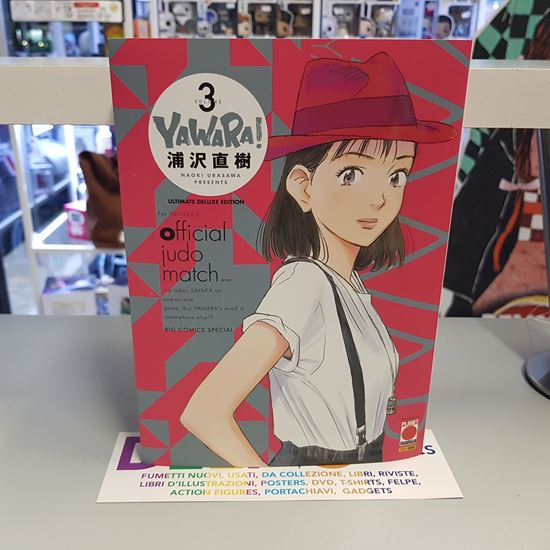 3
VOLUME
YAWARA!
浦沢直樹
NAOKI URASAWA
PRESENTS
ULTIMATE DELUXE EDITION
For YAWARA's
official
judo
match
SAYAKA on
one-on-one
game. But YAWARA's mind is
somewhere else!?
BIG COMICS SPECIAL
PLANET
MANGA
FUMETTI NUOVI, USATI, DA COLLEZIONE, LIBRI, RIVISTE,
LIBRI D'ILLUSTRAZIONI, POSTERS, DVD, T-SHIRTS, FELPE,
ACTION FIGURES, PORTACHIAVI, GADGETS